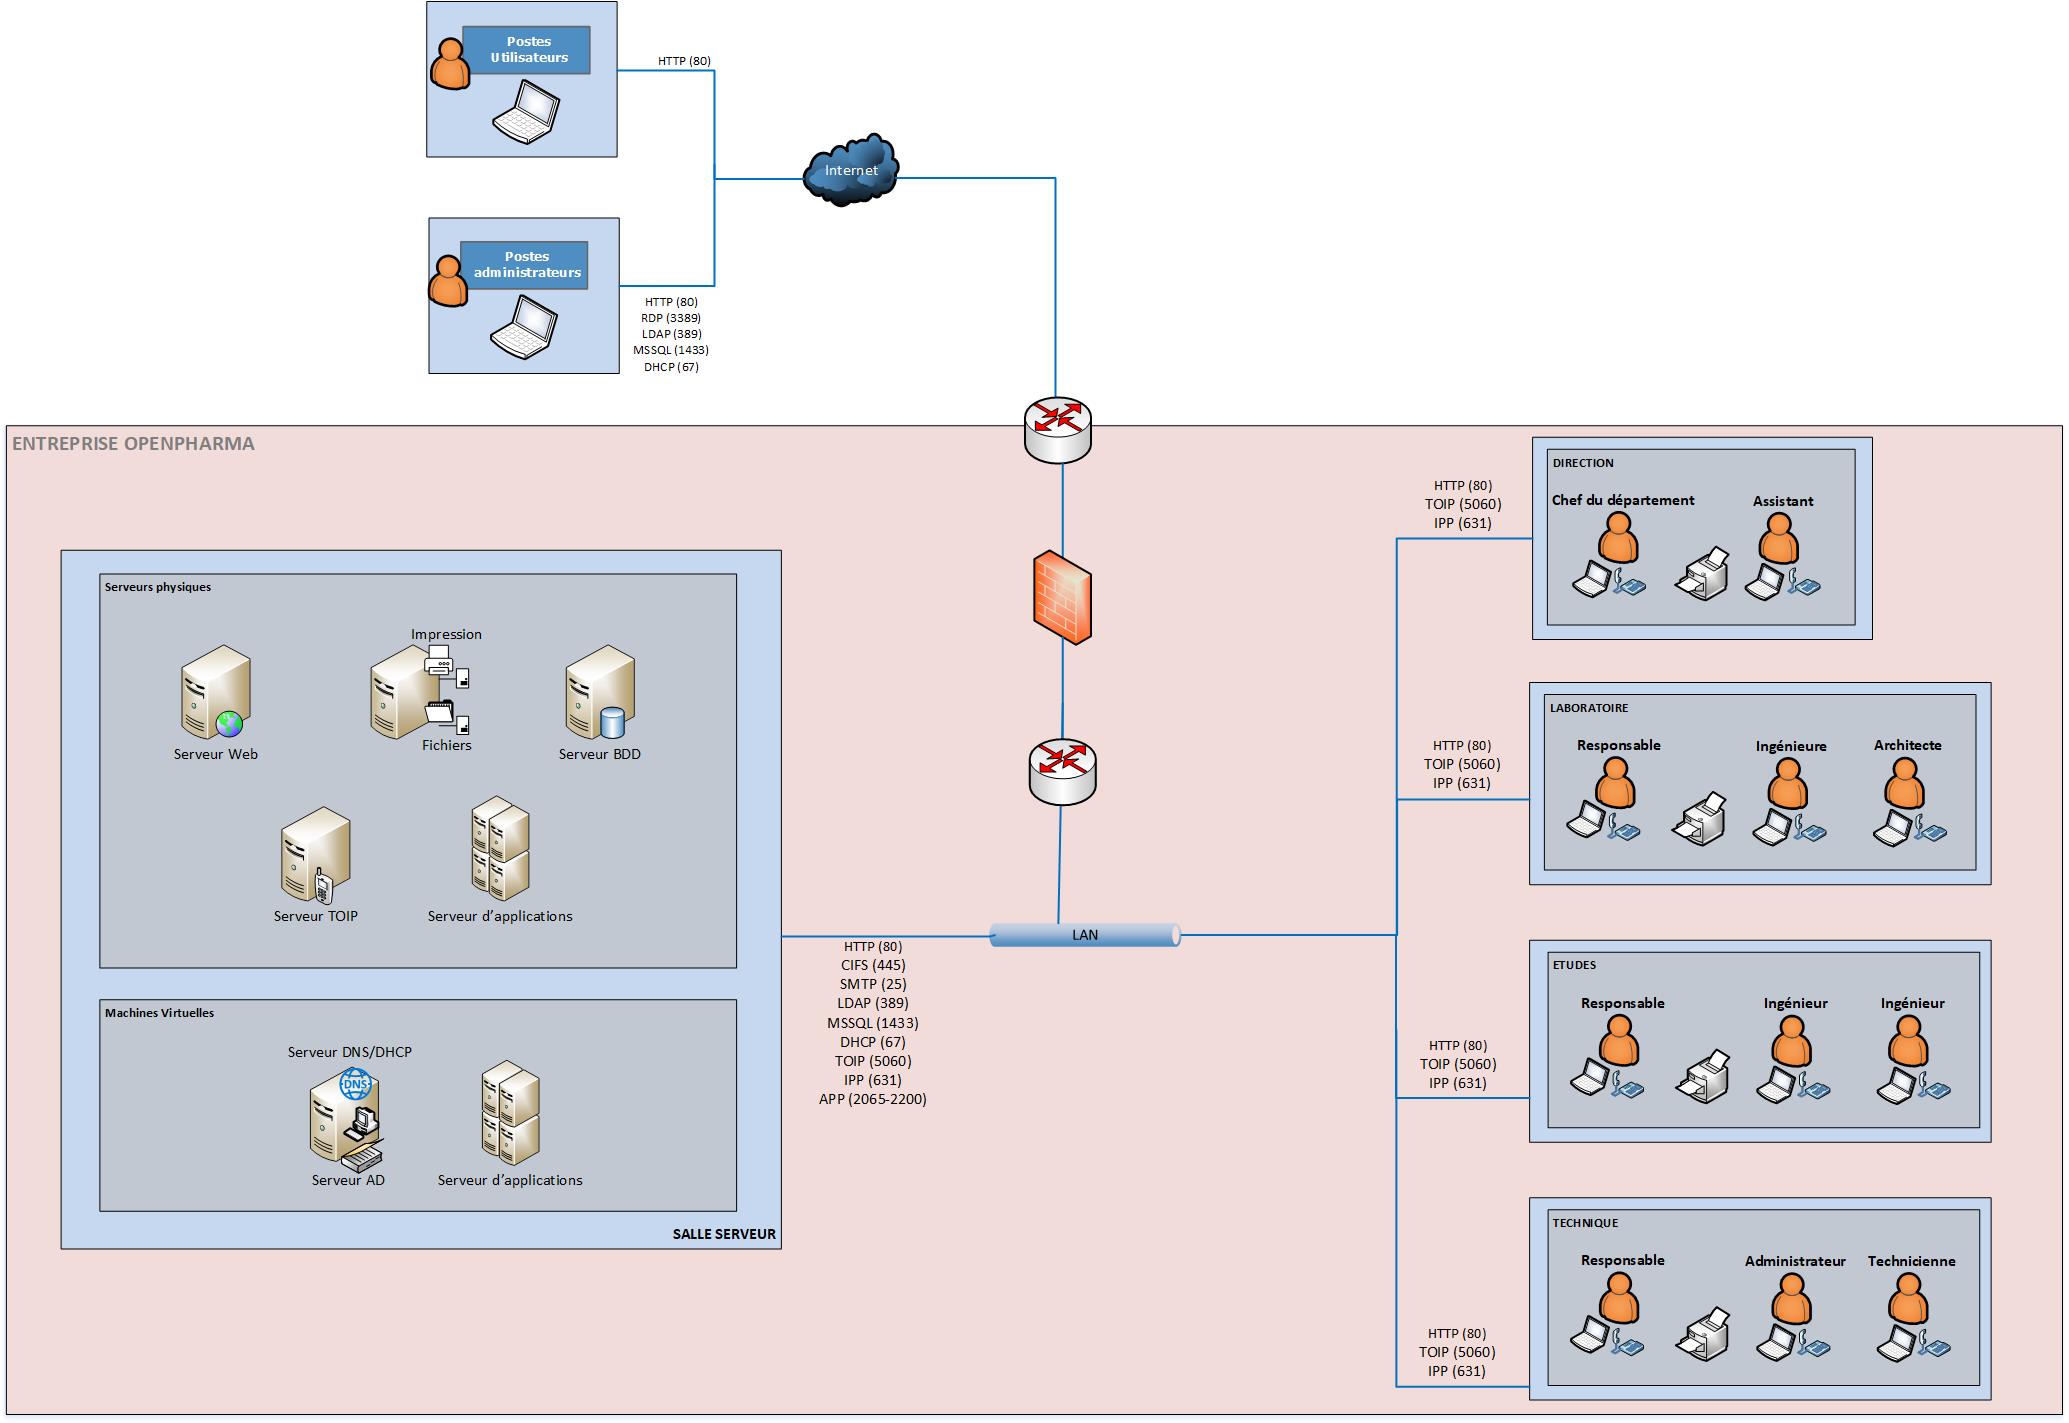 Postes
Utilisateurs
HTTP (80)
Internet
Postes
administrateurs
HTTP (80)
RDP (3389)
LDAP (389)
MSSQL (1433)
DHCP (67)
ENTREPRISE OPENPHARMA
Serveurs physiques
Impression
Serveur Web
Fichiers
Serveur BDD
Serveur TOIP
Serveur d'applications
Machines Virtuelles
Serveur DNS/DHCP
DNS
Serveur AD
Serveur d'applications
SALLE SERVEUR
HTTP (80)
CIFS (445)
SMTP (25)
LDAP (389)
MSSQL (1433)
DHCP (67)
TOIP (5060)
IPP (631)
APP (2065-2200)
LAN
HTTP (80)
TOIP (5060)
IPP (631)
DIRECTION
Chef du département
Assistant
HTTP (80)
TOIP (5060)
IPP (631)
LABORATOIRE
Responsable
Ingénieure
Architecte
HTTP (80)
TOIP (5060)
IPP (631)
ETUDES
Responsable
Ingénieur
Ingénieur
HTTP (80)
TOIP (5060)
IPP (631)
TECHNIQUE
Responsable
Administrateur
Technicienne